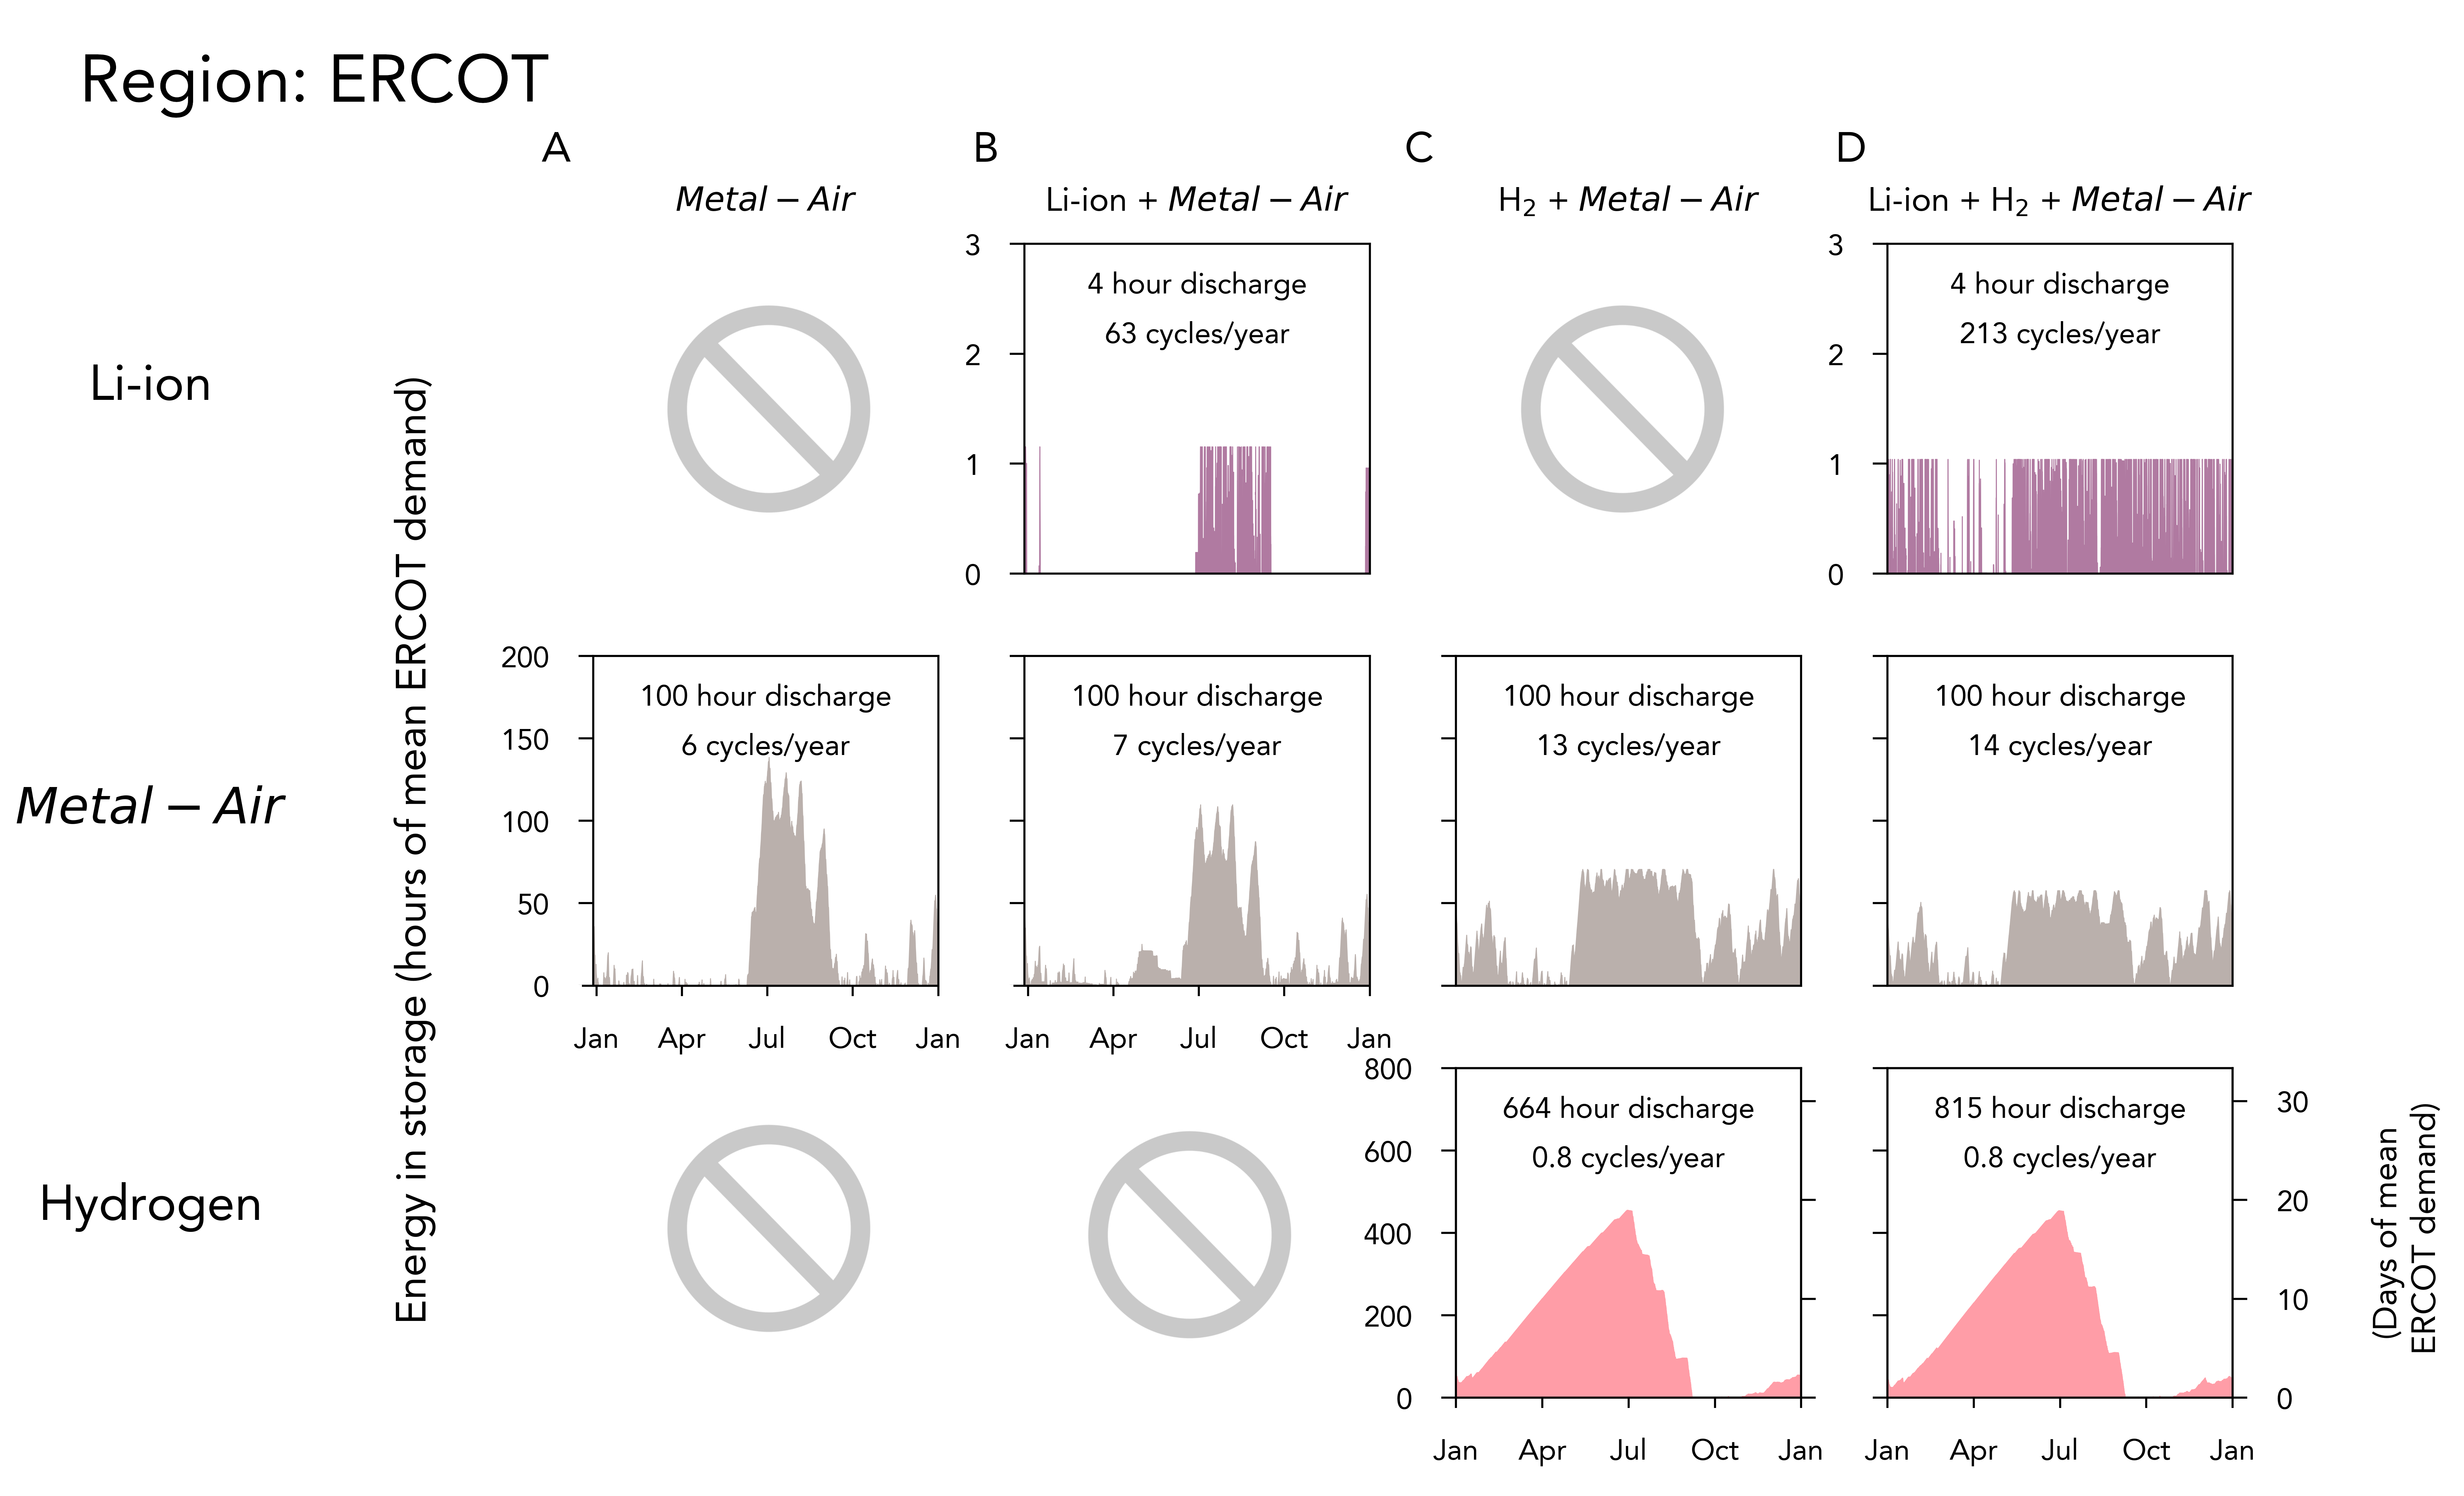 Region: ERCOT
A
B
C
D
Metal – Air
Li-ion + Metal – Air
H₂ + Metal – Air
Li-ion + H₂ + Metal – Air
Li-ion
Metal – Air
Hydrogen
Energy in storage (hours of mean ERCOT demand)
3
2
1
0
4 hour discharge
63 cycles/year
3
2
1
0
4 hour discharge
213 cycles/year
200
150
100
50
0
100 hour discharge
6 cycles/year
Jan Apr Jul Oct Jan
100 hour discharge
7 cycles/year
Jan Apr Jul Oct Jan
100 hour discharge
13 cycles/year
100 hour discharge
14 cycles/year
800
600
400
200
0
664 hour discharge
0.8 cycles/year
Jan Apr Jul Oct Jan
815 hour discharge
0.8 cycles/year
Jan Apr Jul Oct Jan
30
20
10
0
(Days of mean
ERCOT demand)